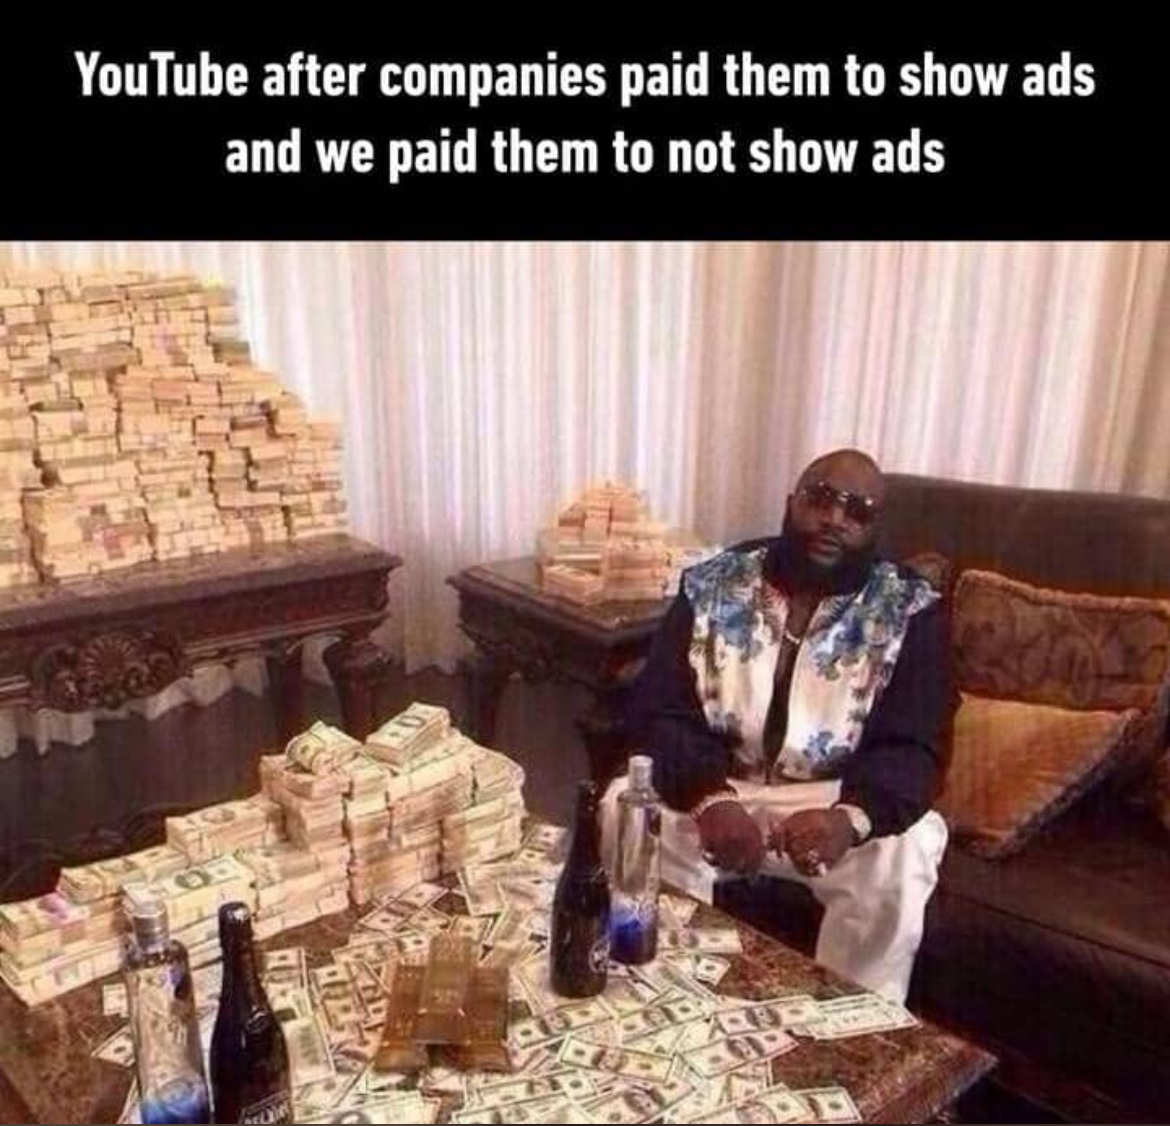 YouTube after companies paid them to show ads
and we paid them to not show ads